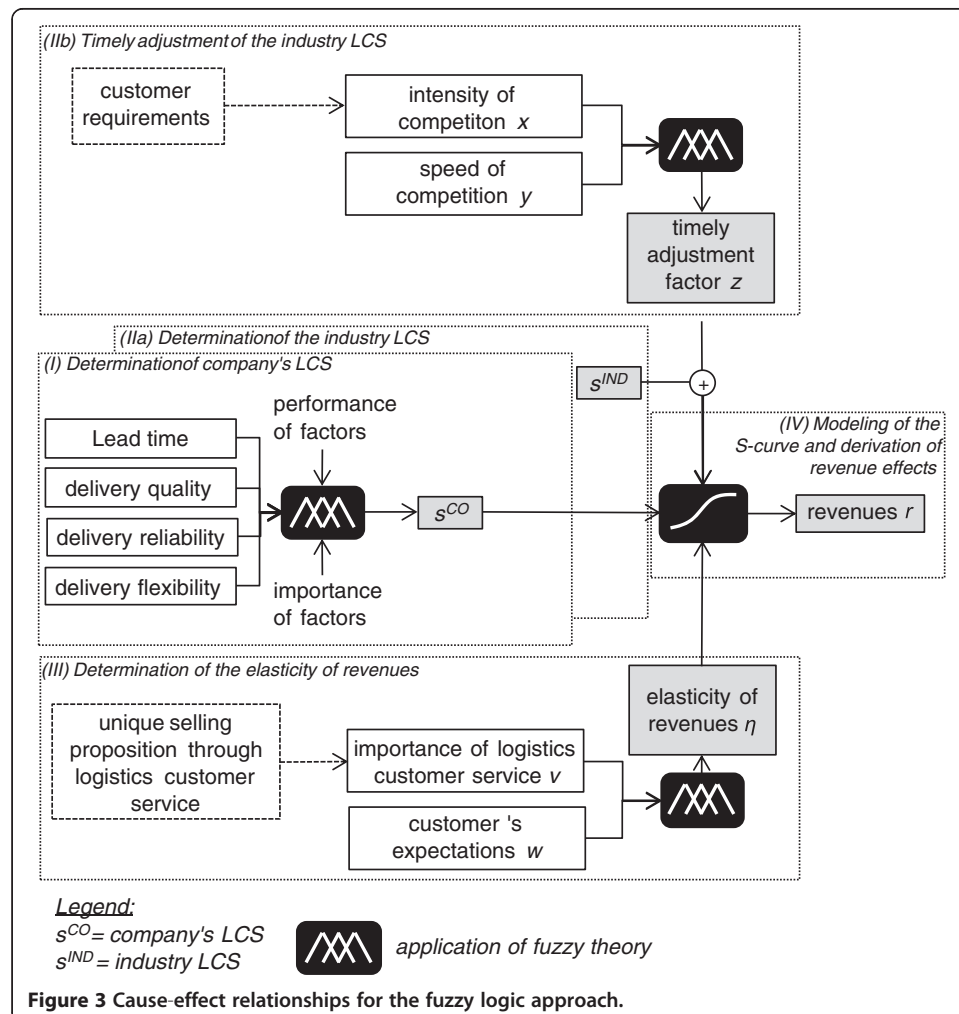 (IIb) Timely adjustment of the industry LCS
customer
requirements
intensity of
competiton x
speed of
competition y
timely
adjustment
factor z
(IIa) Determinationof the industry LCS
(I) Determinationof company's LCS
s^IND
+
performance
of factors
Lead time
delivery quality
delivery reliability
delivery flexibility
s^CO
importance
of factors
(IV) Modeling of the
S-curve and derivation of
revenue effects
revenues r
(III) Determination of the elasticity of revenues
elasticity of
revenues η
unique selling
proposition through
logistics customer
service
importance of logistics
customer service v
customer 's
expectations w
Legend:
s^CO = company's LCS
s^IND = industry LCS
application of fuzzy theory
Figure 3 Cause-effect relationships for the fuzzy logic approach.